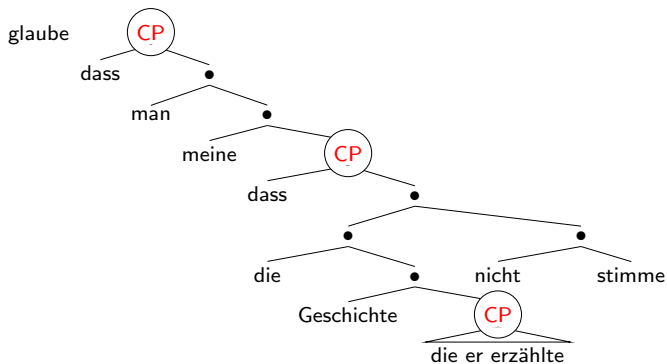 glaube CP
dass
man
meine CP
dass
die nicht stimme
Geschichte CP
die er erzählte